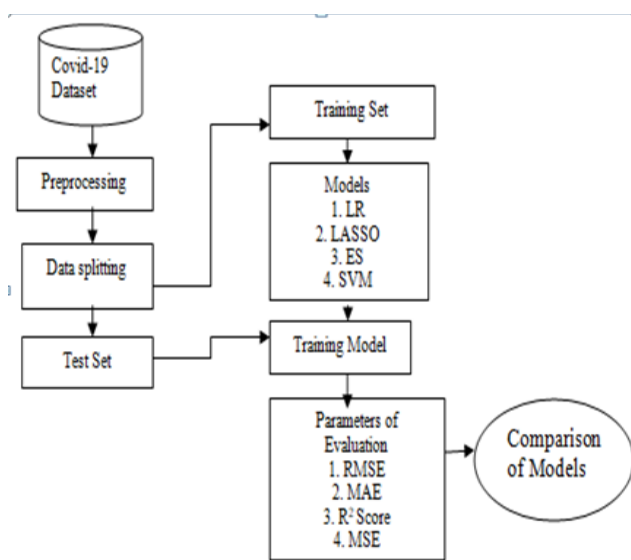 Covid-19
Dataset
Preprocessing
Data splitting
Test Set
Training Set
Models
1. LR
2. LASSO
3. ES
4. SVM
Training Model
Parameters of
Evaluation
1. RMSE
2. MAE
3. R² Score
4. MSE
Comparison
of Models